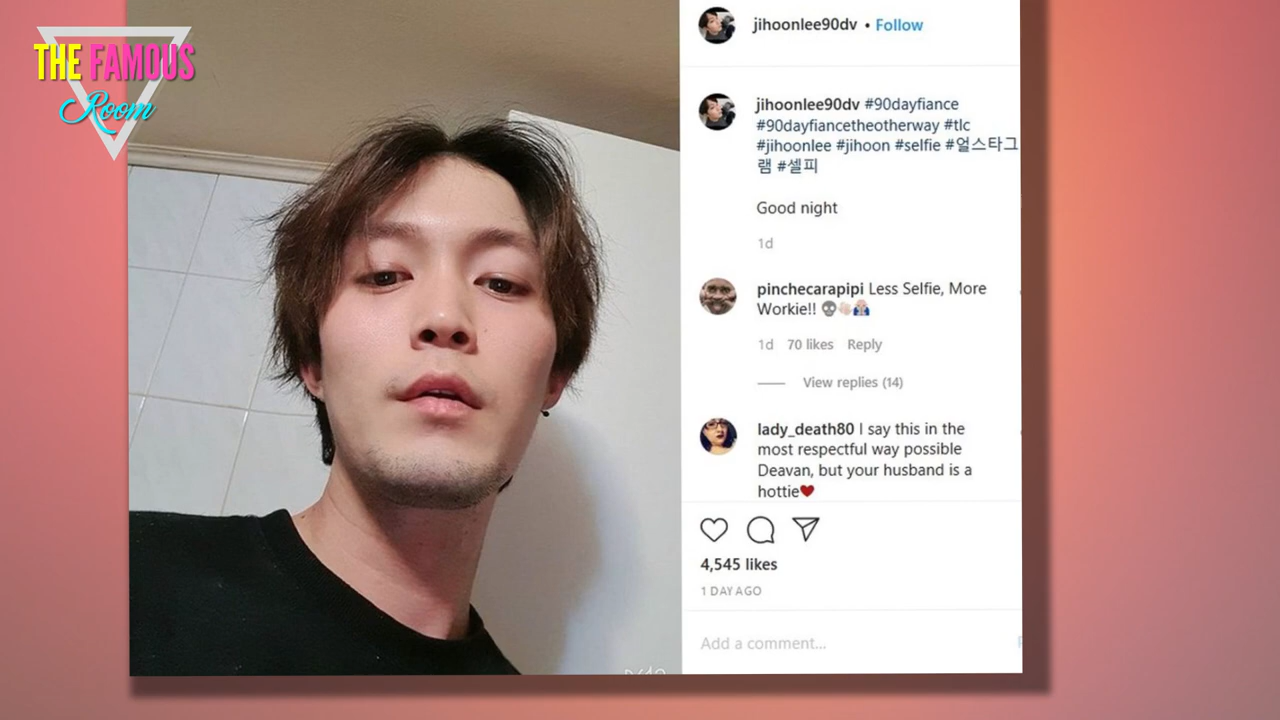 THE FAMOUS
Room
jihoonlee90dv • Follow
jihoonlee90dv #90dayfiance
#90dayfiancetheotherway #tlc
#jihoonlee #jihoon #selfie #얼스타그
램 #셀피
Good night
1d
pinchecarapipi Less Selfie, More
Workie!! 💀👏🏻🤷🏼‍♂️
1d 70 likes Reply
View replies (14)
lady_death80 I say this in the
most respectful way possible
Deavan, but your husband is a
hottie❤️
4,545 likes
1 DAY AGO
Add a comment...